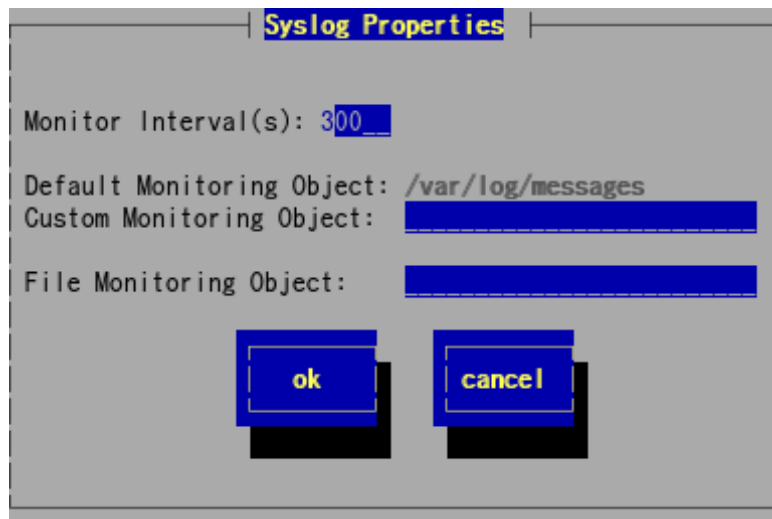 Syslog Properties
Monitor Interval(s): 300__
Default Monitoring Object: /var/log/messages
Custom Monitoring Object:
File Monitoring Object:
ok cancel